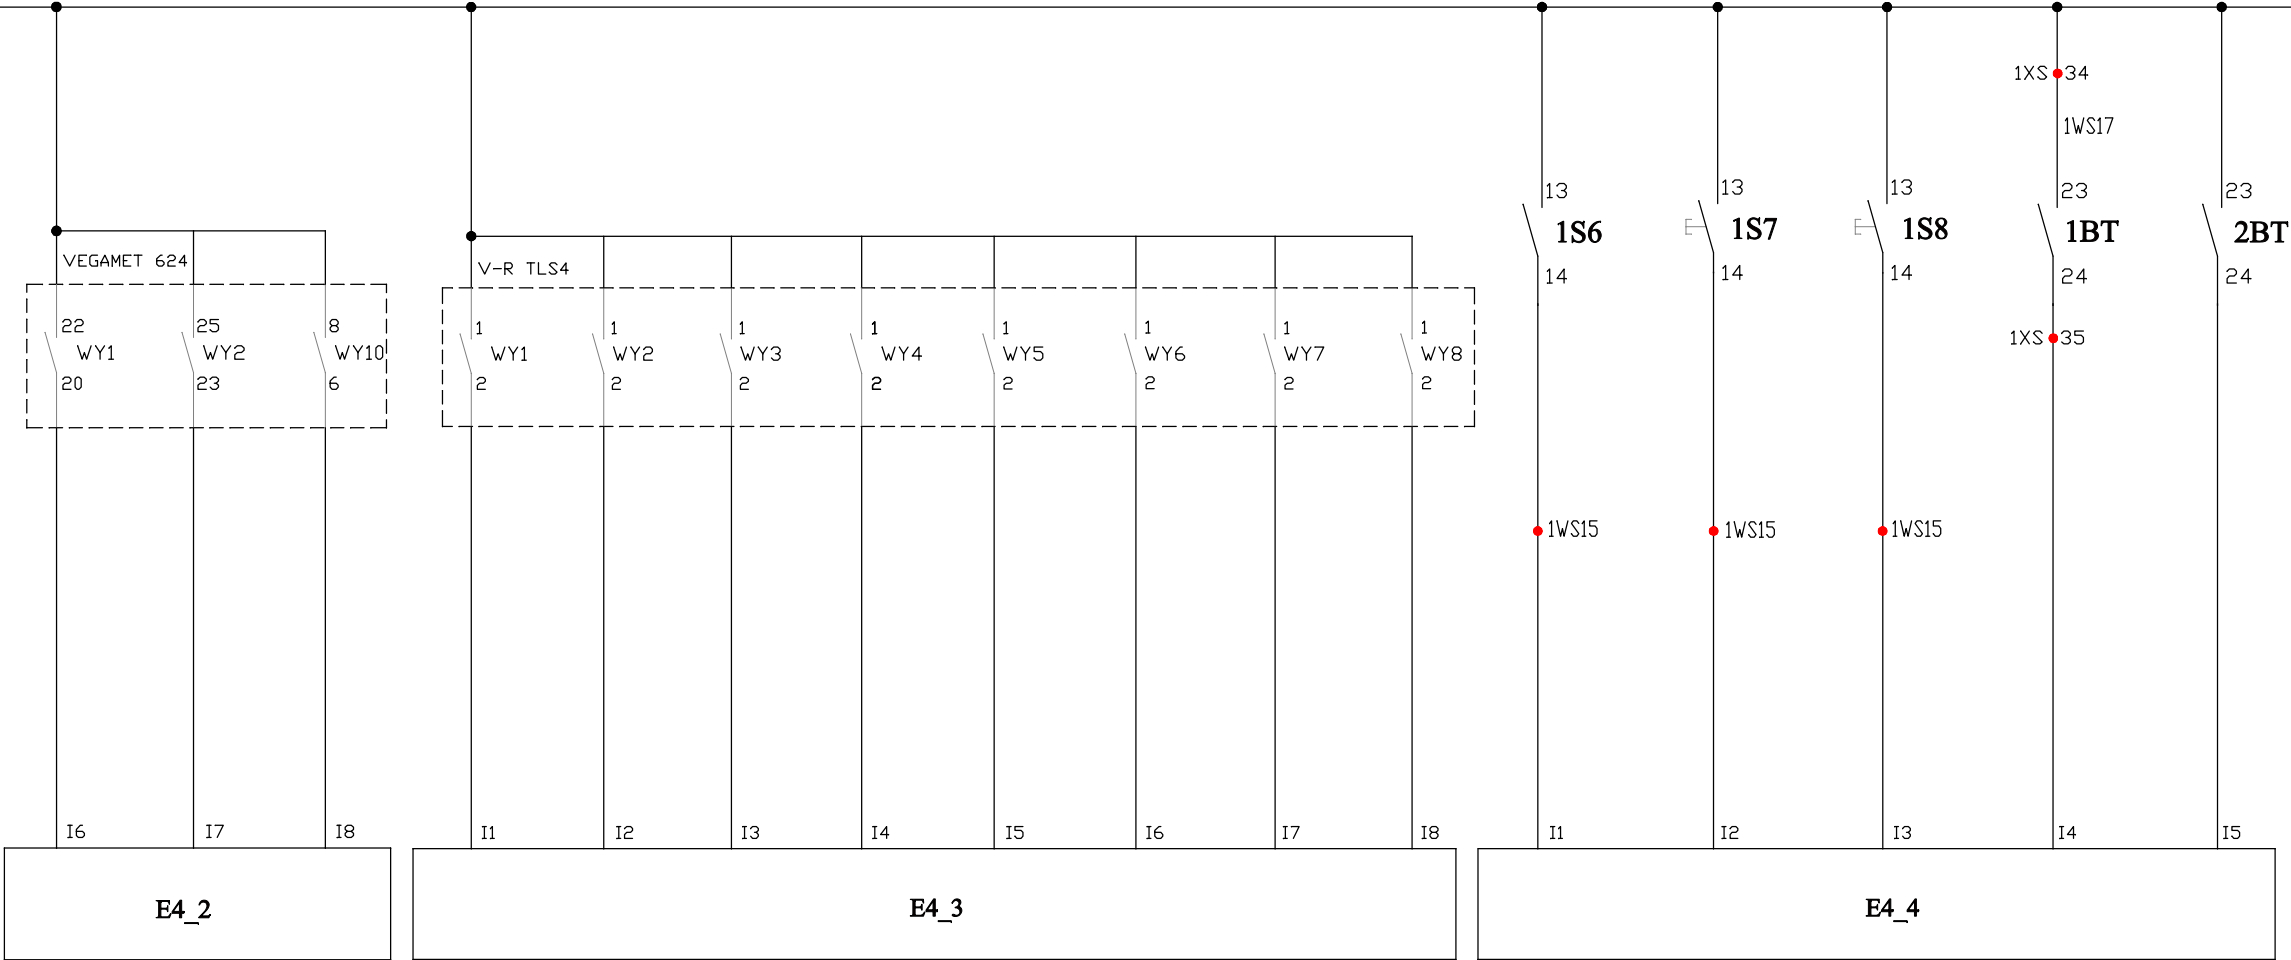 1XS 34
1WS17
13 13 13 23 23
1S6 1S7 1S8 1BT 2BT
14 14 14 24 24
VEGAMET 624 V-R TLS4
22 25 8 1 1 1 1 1 1 1 1
1XS 35
WY1 WY2 WY10 WY1 WY2 WY3 WY4 WY5 WY6 WY7 WY8
20 23 6 2 2 2 2 2 2 2 2
1WS15 1WS15 1WS15
I6 I7 I8 I1 I2 I3 I4 I5 I6 I7 I8 I1 I2 I3 I4 I5
E4_2 E4_3 E4_4